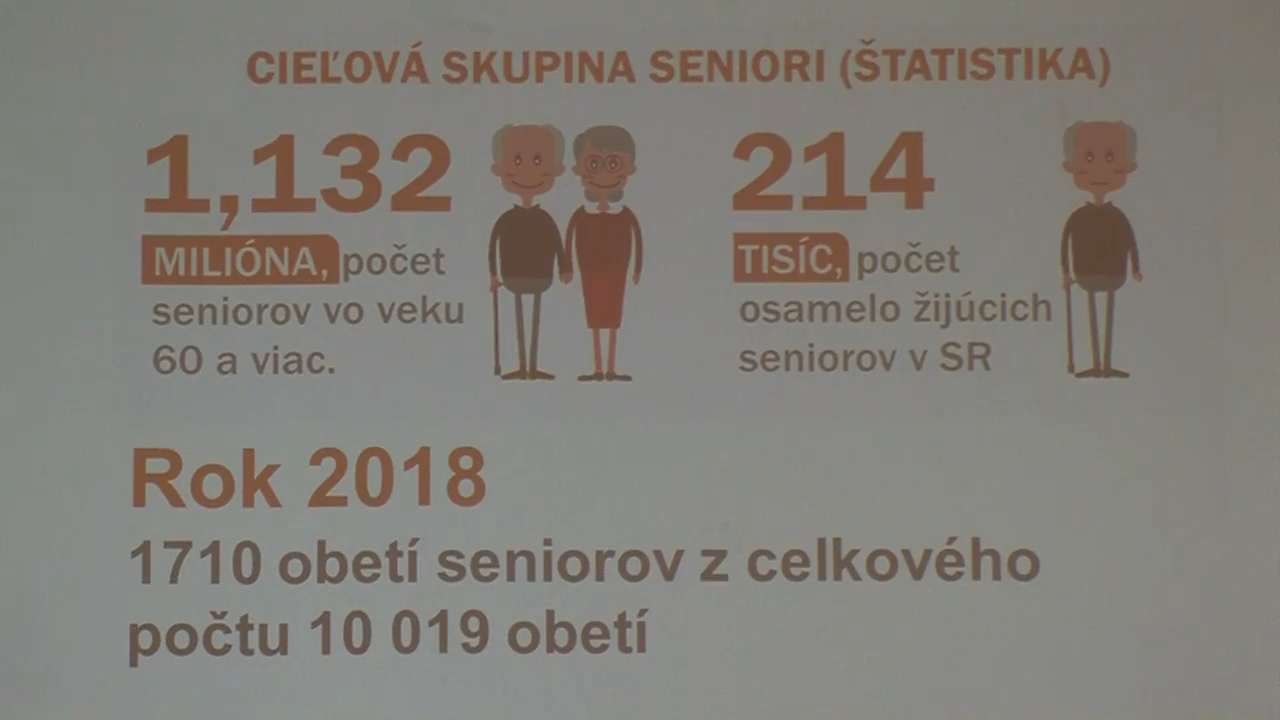 CIEĽOVÁ SKUPINA SENIORI (ŠTATISTIKA)
1,132
MILIÓNA, počet
seniorov vo veku
60 a viac.
214
TISÍC, počet
osamelo žijúcich
seniorov v SR
Rok 2018
1710 obetí seniorov z celkového
počtu 10 019 obetí